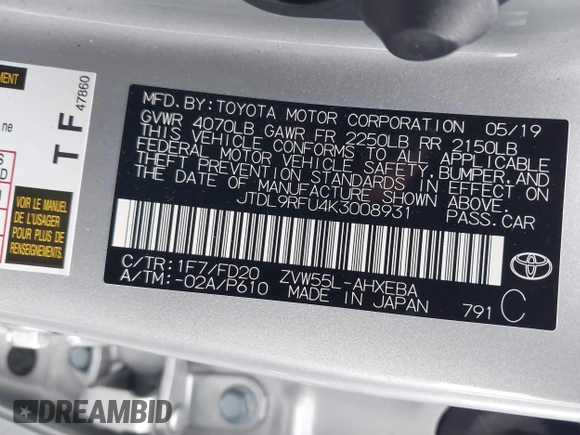 EMENT
ne
S
D
T F 47860
VOIR LE MANUEL
DE L'USAGER
POUR PLUS DE
RENSEIGNEMENTS.
MFD. BY: TOYOTA MOTOR CORPORATION 05/19
GVWR 4070LB GAWR FR 2250LB RR 2150LB
THIS VEHICLE CONFORMS TO ALL APPLICABLE
FEDERAL MOTOR VEHICLE SAFETY, BUMPER, AND
THEFT PREVENTION STANDARDS IN EFFECT ON
THE DATE OF MANUFACTURE SHOWN ABOVE.
JTDL9RFU4K3008931 PASS. CAR
C/TR: 1F7/FD20 ZVW55L-AHXEBA
A/TM: -02A/P610 MADE IN JAPAN 791 C
DREAMBID